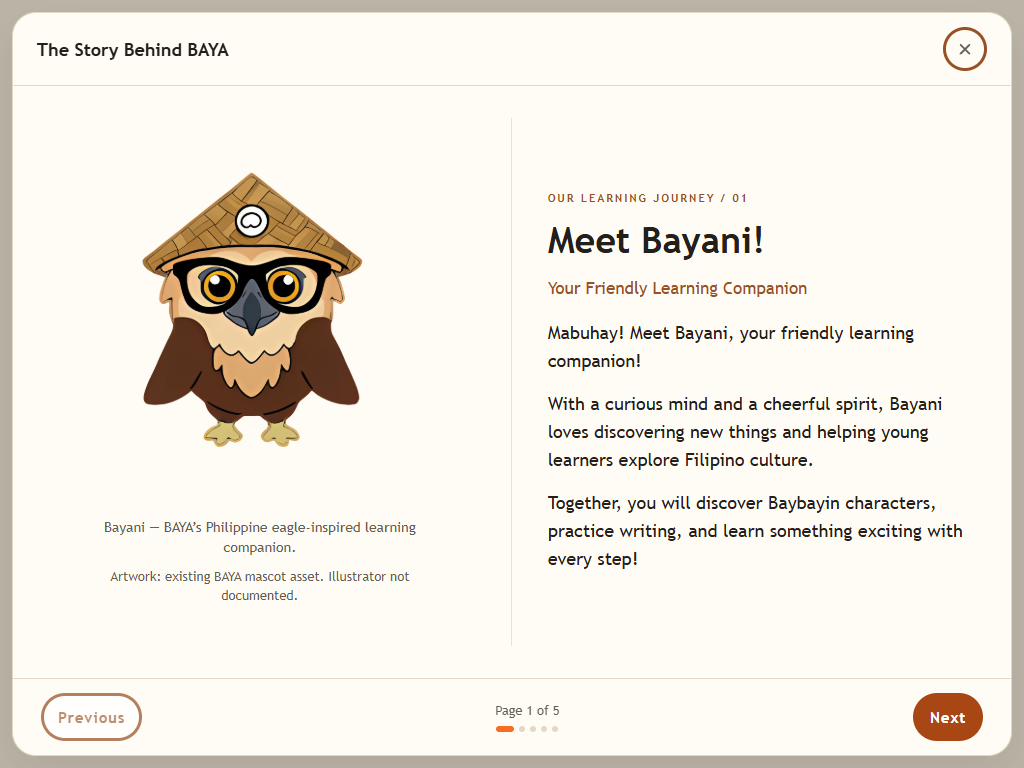 The Story Behind BAYA
Bayani — BAYA's Philippine eagle-inspired learning
companion.
Artwork: existing BAYA mascot asset. Illustrator not
documented.
OUR LEARNING JOURNEY / 01
Meet Bayani!
Your Friendly Learning Companion
Mabuhay! Meet Bayani, your friendly learning
companion!
With a curious mind and a cheerful spirit, Bayani
loves discovering new things and helping young
learners explore Filipino culture.
Together, you will discover Baybayin characters,
practice writing, and learn something exciting with
every step!
Previous
Page 1 of 5
Next